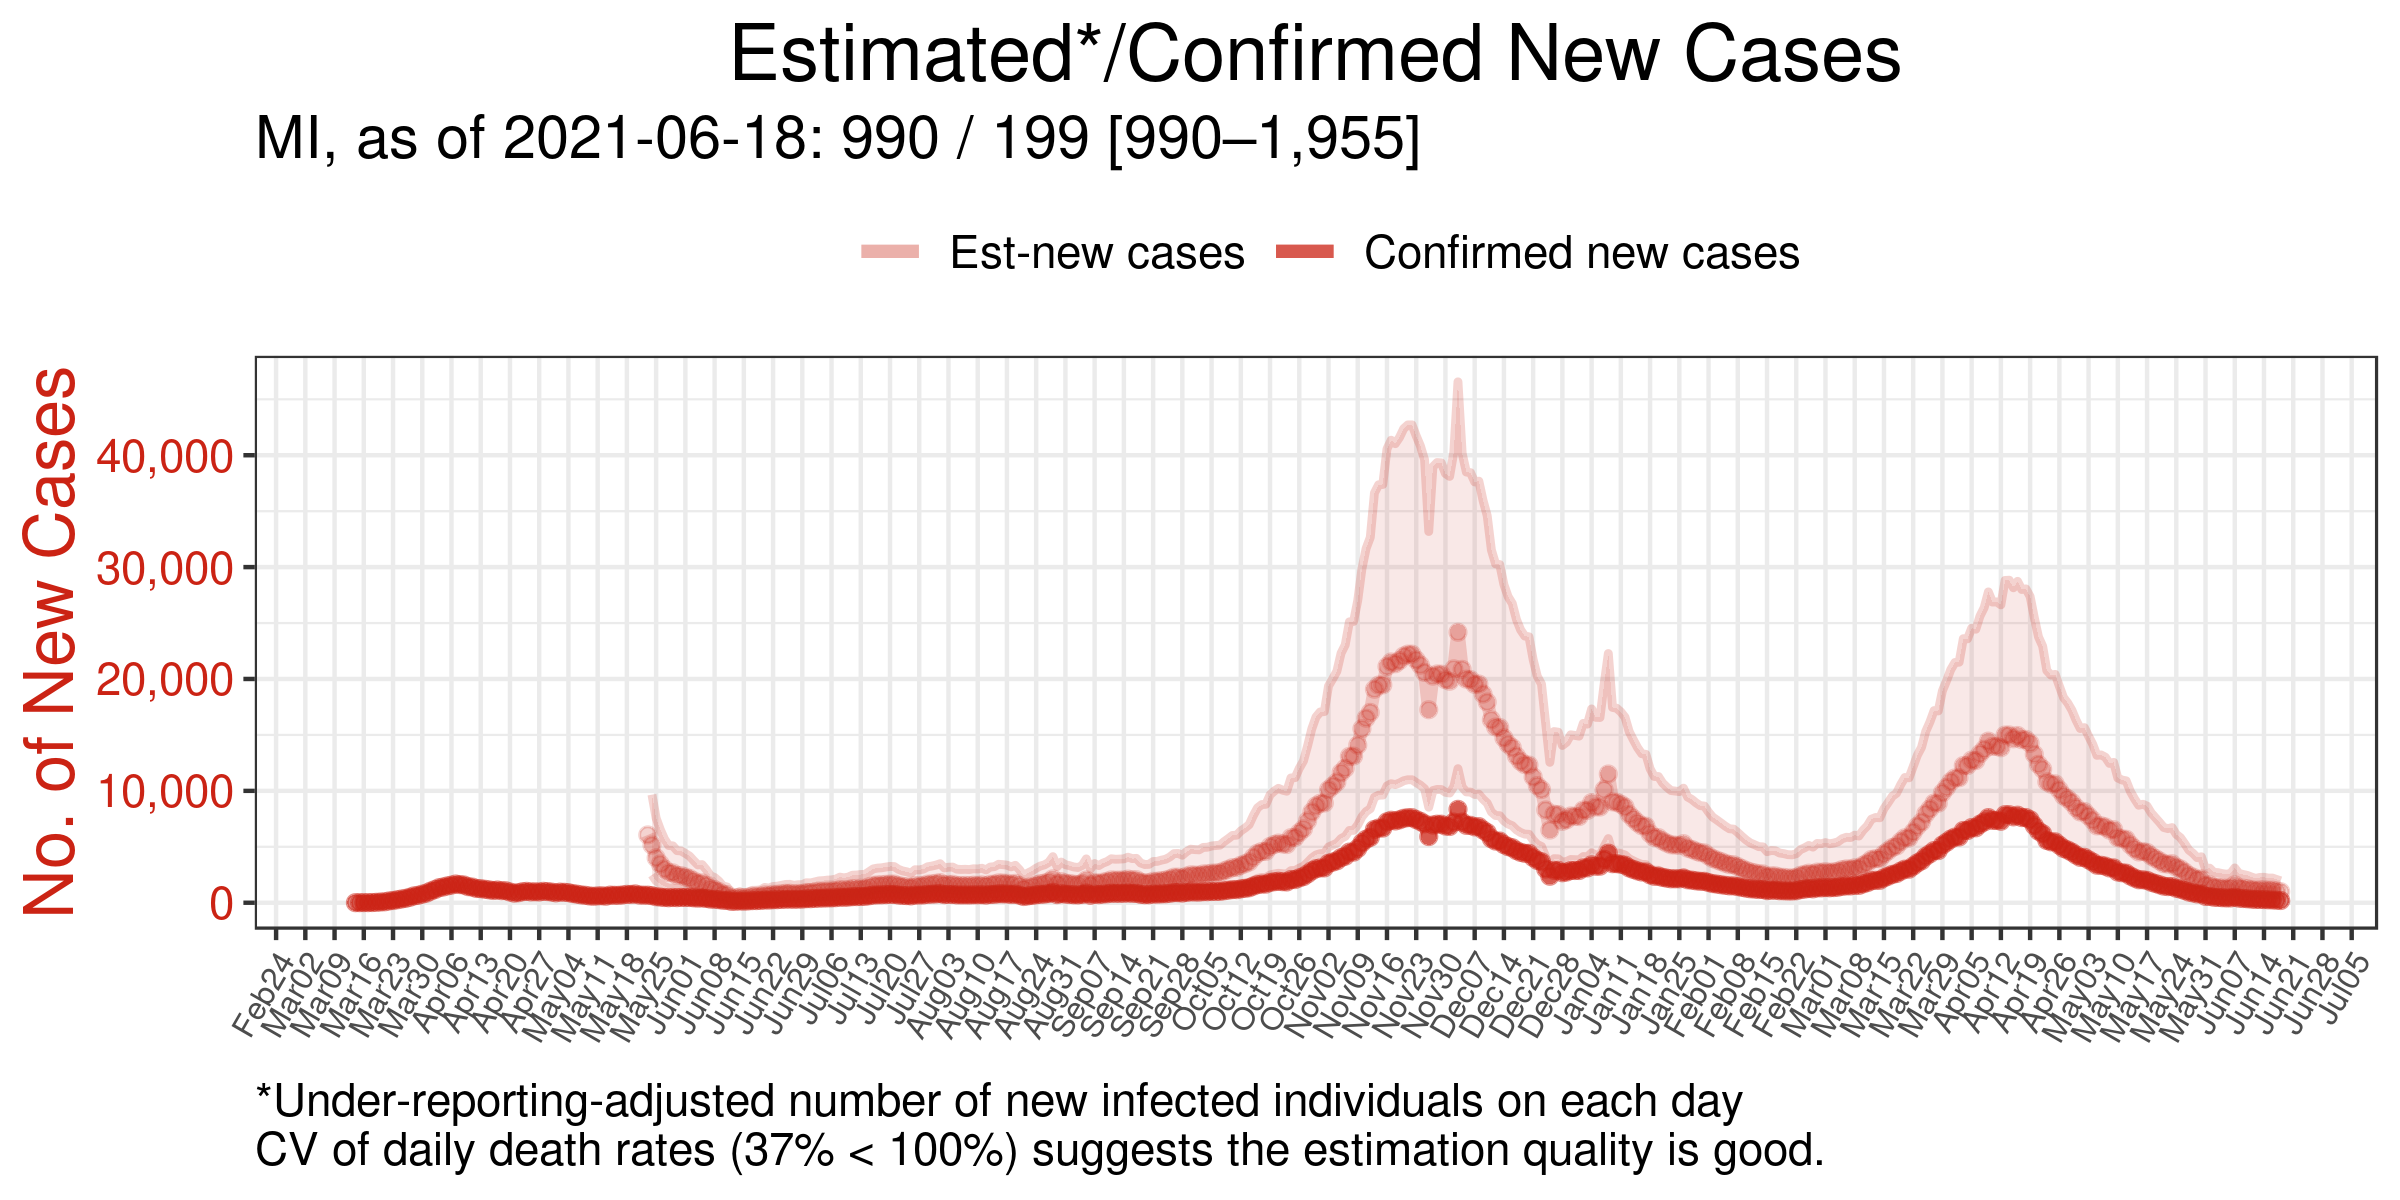 Estimated*/Confirmed New Cases
MI, as of 2021-06-18: 990 / 199 [990–1,955]
Est-new cases Confirmed new cases
No. of New Cases
40,000
30,000
20,000
10,000
0
Feb24 Mar02 Mar09 Mar16 Mar23 Mar30 Apr06 Apr13 Apr20 Apr27 May04 May11 May18 May25 Jun01 Jun08 Jun15 Jun22 Jun29 Jul06 Jul13 Jul20 Jul27 Aug03 Aug10 Aug17 Aug24 Aug31 Sep07 Sep14 Sep21 Sep28 Oct05 Oct12 Oct19 Oct26 Nov02 Nov09 Nov16 Nov23 Nov30 Dec07 Dec14 Dec21 Dec28 Jan04 Jan11 Jan18 Jan25 Feb01 Feb08 Feb15 Feb22 Mar01 Mar08 Mar15 Mar22 Mar29 Apr05 Apr12 Apr19 Apr26 May03 May10 May17 May24 May31 Jun07 Jun14 Jun21 Jun28 Jul05
*Under-reporting-adjusted number of new infected individuals on each day
CV of daily death rates (37% < 100%) suggests the estimation quality is good.